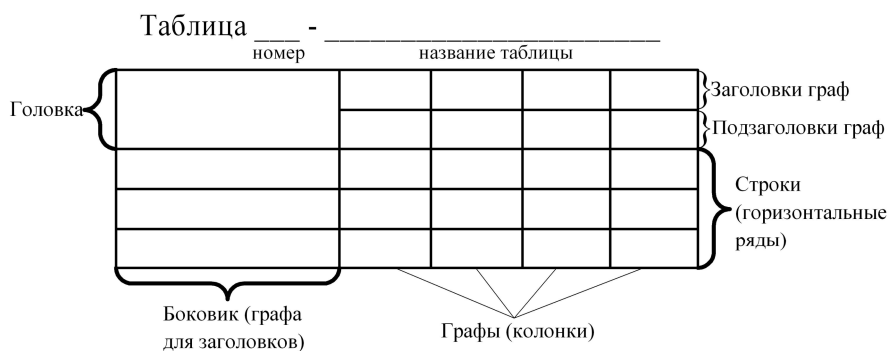 Таблица ___ - ________________________
номер название таблицы
Головка
Заголовки граф
Подзаголовки граф
Строки
(горизонтальные
ряды)
Боковик (графа
для заголовков)
Графы (колонки)